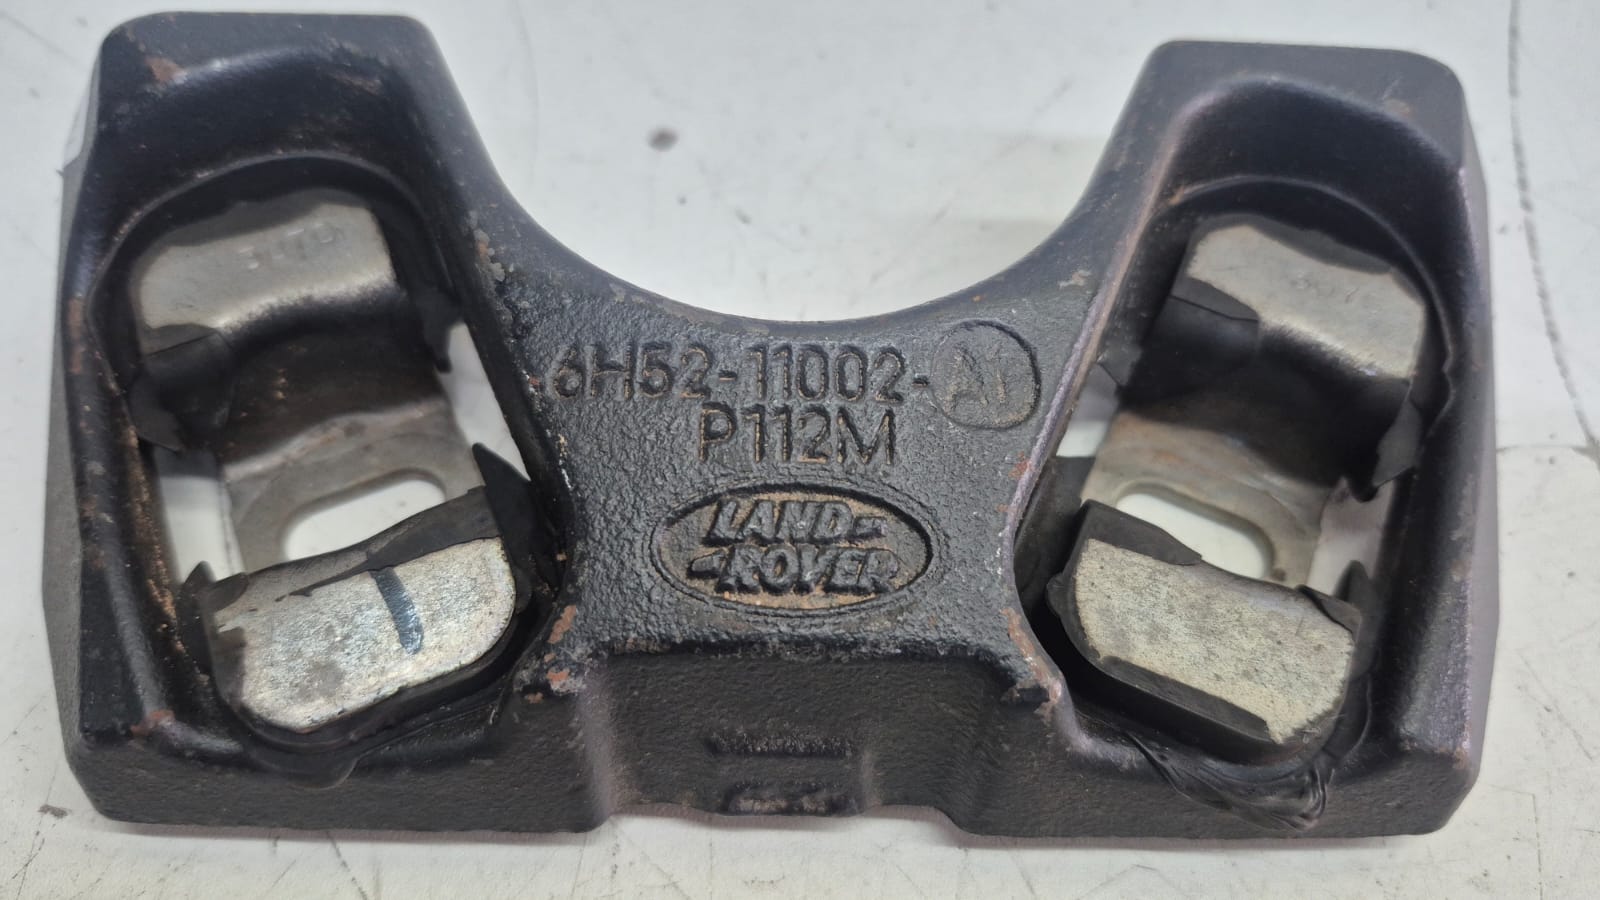 6H52-11002-A1
P112M
LAND-
-ROVER